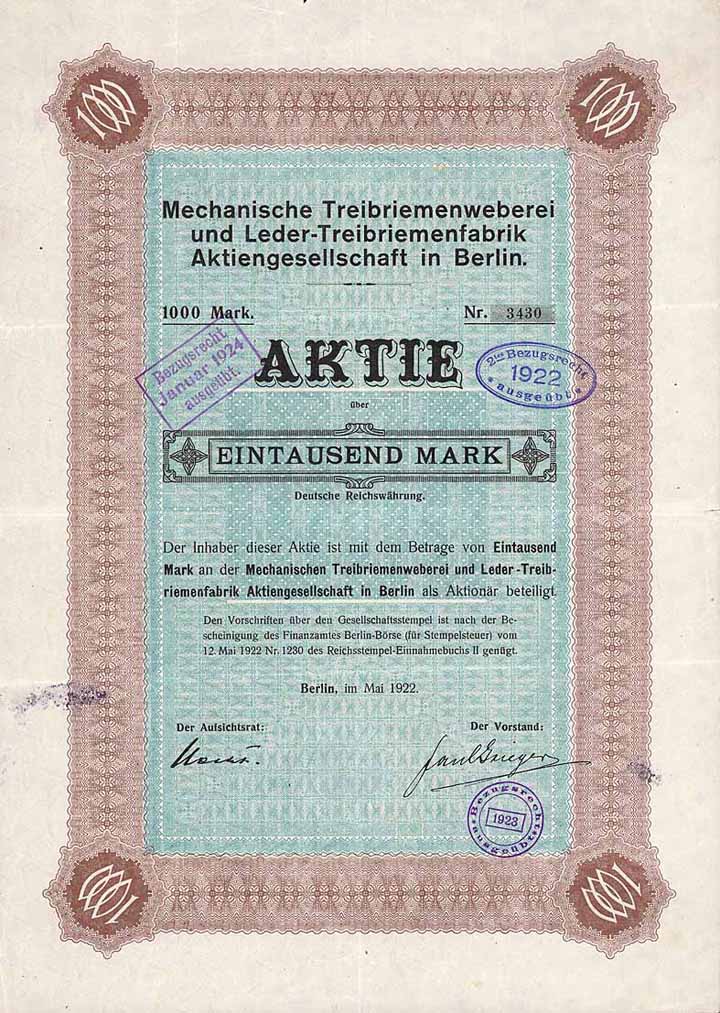 1000
1000
Mechanische Treibriemenweberei
und Leder-Treibriemenfabrik
Aktiengesellschaft in Berlin.
1000 Mark.
Nr. 3430
Bezugsrecht
Januar 1924
ausgeübt.
AKTIE
2tes Bezugsrecht
1922
ausgeübt
über
EINTAUSEND MARK
Deutsche Reichswährung.
Der Inhaber dieser Aktie ist mit dem Betrage von Eintausend
Mark an der Mechanischen Treibriemenweberei und Leder-Treib-
riemenfabrik Aktiengesellschaft in Berlin als Aktionär beteiligt.
Den Vorschriften über den Gesellschaftsstempel ist nach der Be-
scheinigung des Finanzamtes Berlin-Börse (für Stempelsteuer) vom
12. Mai 1922 Nr. 1230 des Reichsstempel-Einnahmebuchs II genügt.
Berlin, im Mai 1922.
Der Aufsichtsrat:
Der Vorstand:
Bezugsrecht
1923
ausgeübt
1000
1000